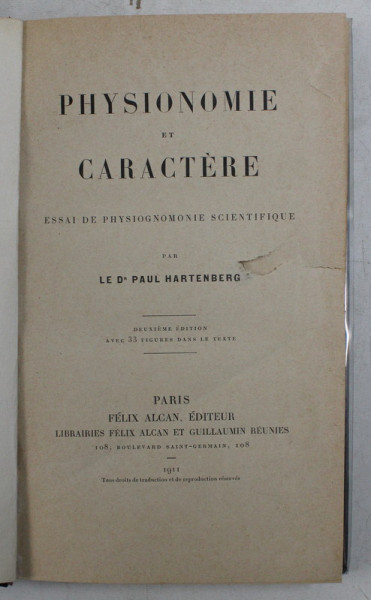 PHYSIONOMIE
ET
CARACTÈRE
ESSAI DE PHYSIOGNOMONIE SCIENTIFIQUE
PAR
LE Dr PAUL HARTENBERG
DEUXIÈME ÉDITION
AVEC 35 FIGURES DANS LE TEXTE
PARIS
FÉLIX ALCAN, ÉDITEUR
LIBRAIRIES FÉLIX ALCAN ET GUILLAUMIN RÉUNIES
108, BOULEVARD SAINT-GERMAIN, 108
1911
Tous droits de traduction et de reproduction réservés